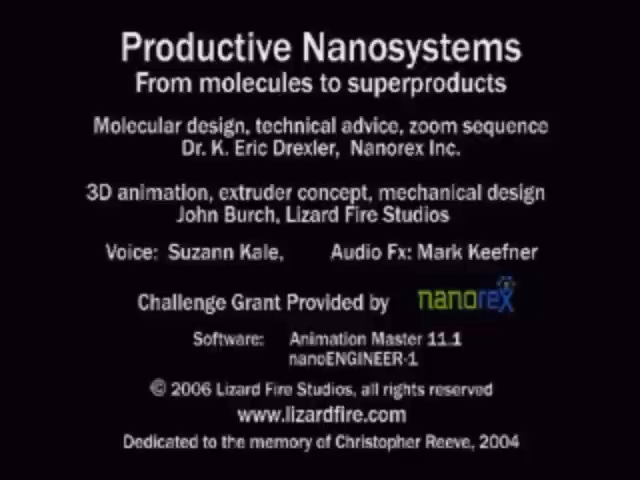 Productive Nanosystems
From molecules to superproducts
Molecular design, technical advice, zoom sequence
Dr. K. Eric Drexler, Nanorex Inc.
3D animation, extruder concept, mechanical design
John Burch, Lizard Fire Studios
Voice: Suzann Kale, Audio Fx: Mark Keefner
Challenge Grant Provided by nanorex
Software: Animation Master 11.1
nanoENGINEER-1
© 2006 Lizard Fire Studios, all rights reserved
www.lizardfire.com
Dedicated to the memory of Christopher Reeve, 2004